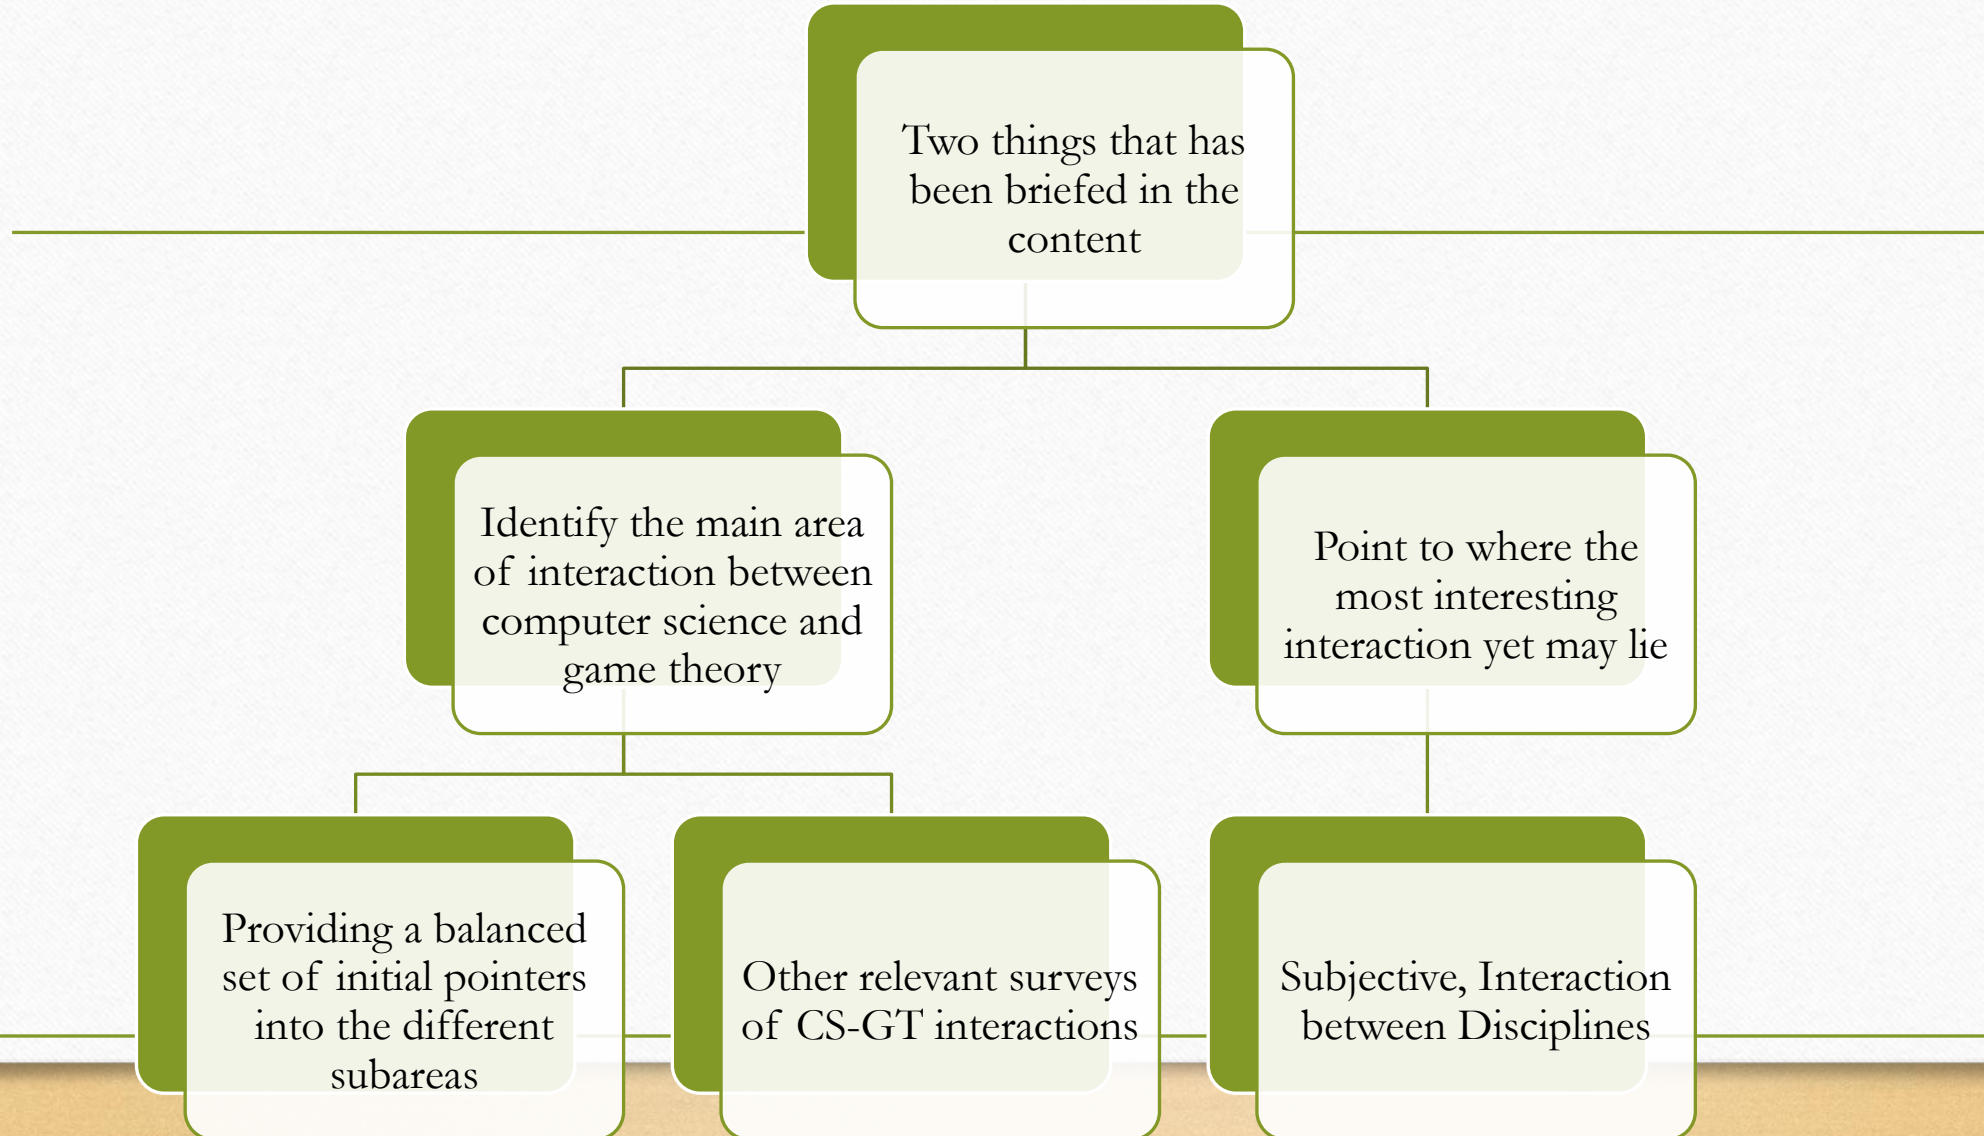 Two things that has
been briefed in the
content
Identify the main area
of interaction between
computer science and
game theory
Point to where the
most interesting
interaction yet may lie
Providing a balanced
set of initial pointers
into the different
subareas
Other relevant surveys
of CS-GT interactions
Subjective, Interaction
between Disciplines